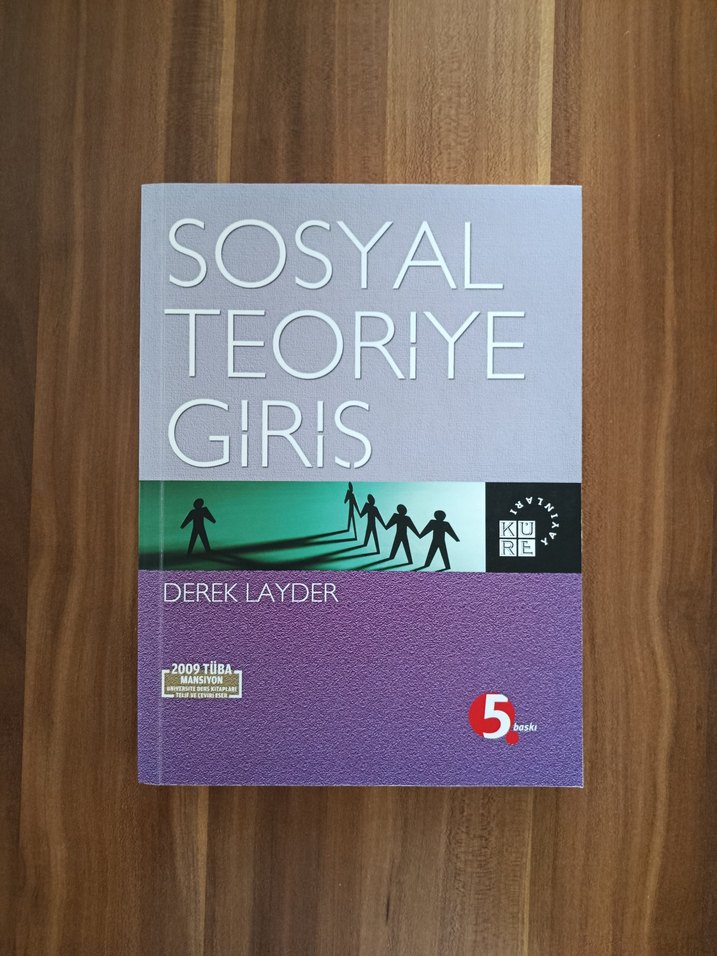 SOSYAL
TEORİYE
GİRİŞ
KÜRE
YAYINLARI
DEREK LAYDER
2009 TÜBA
MANSİYON
ÜNİVERSİTE DERS KİTAPLARI
TELİF VE ÇEVİRİ ESER
5.
baskı